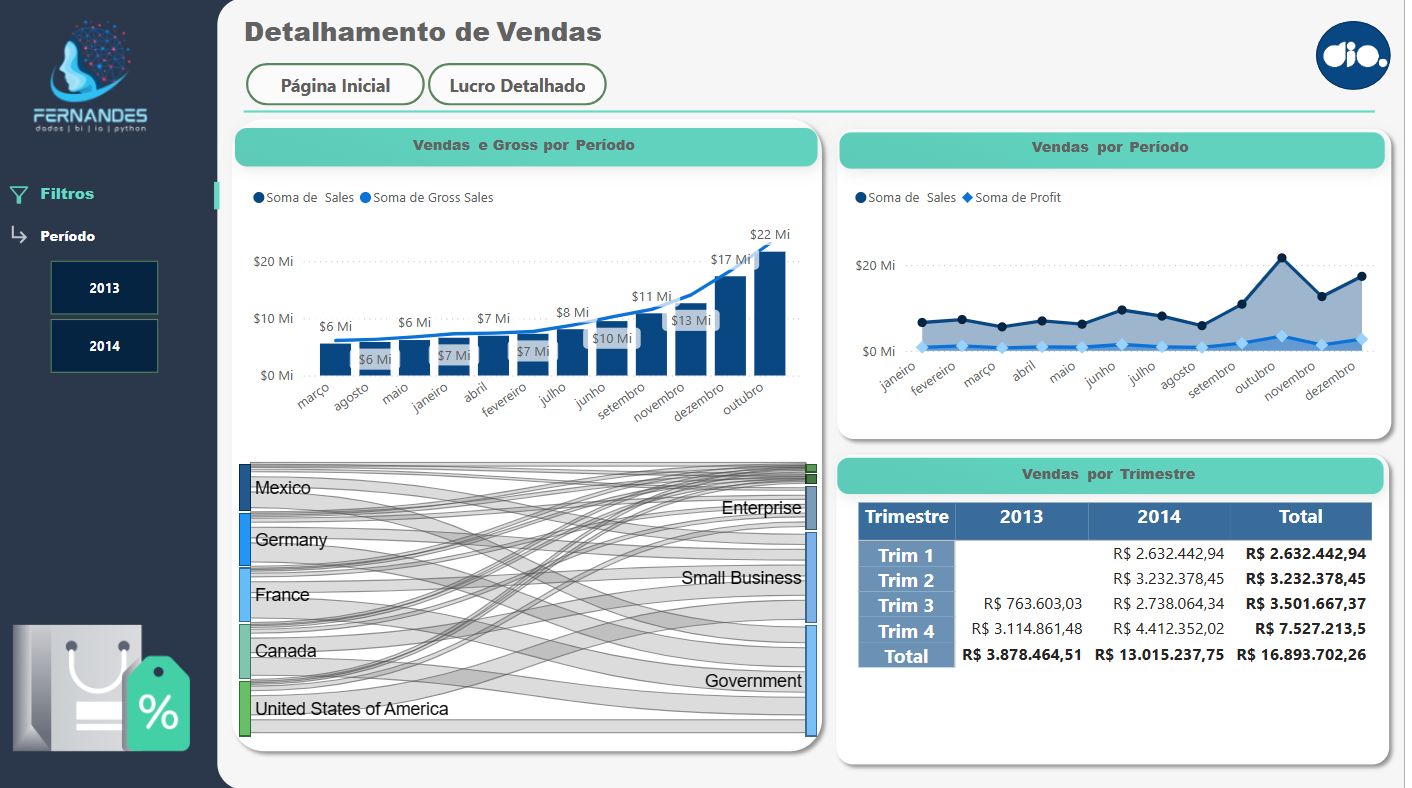 FERNANDES
dados | bi | ia | python
Filtros
Período
2013
2014
%
Detalhamento de Vendas
Página Inicial
Lucro Detalhado
dio.
Vendas e Gross por Período
Soma de Sales
Soma de Gross Sales
$20 Mi
$10 Mi
$0 Mi
$6 Mi
$6 Mi
$6 Mi
$7 Mi
$7 Mi
$7 Mi
$8 Mi
$10 Mi
$11 Mi
$13 Mi
$17 Mi
$22 Mi
março
agosto
maio
janeiro
abril
fevereiro
julho
junho
setembro
novembro
dezembro
outubro
Mexico
Germany
France
Canada
United States of America
Enterprise
Small Business
Government
Vendas por Período
Soma de Sales
Soma de Profit
$20 Mi
$0 Mi
janeiro
fevereiro
março
abril
maio
junho
julho
agosto
setembro
outubro
novembro
dezembro
Vendas por Trimestre
Trimestre 2013 2014 Total
Trim 1 R$ 2.632.442,94 R$ 2.632.442,94
Trim 2 R$ 3.232.378,45 R$ 3.232.378,45
Trim 3 R$ 763.603,03 R$ 2.738.064,34 R$ 3.501.667,37
Trim 4 R$ 3.114.861,48 R$ 4.412.352,02 R$ 7.527.213,5
Total R$ 3.878.464,51 R$ 13.015.237,75 R$ 16.893.702,26